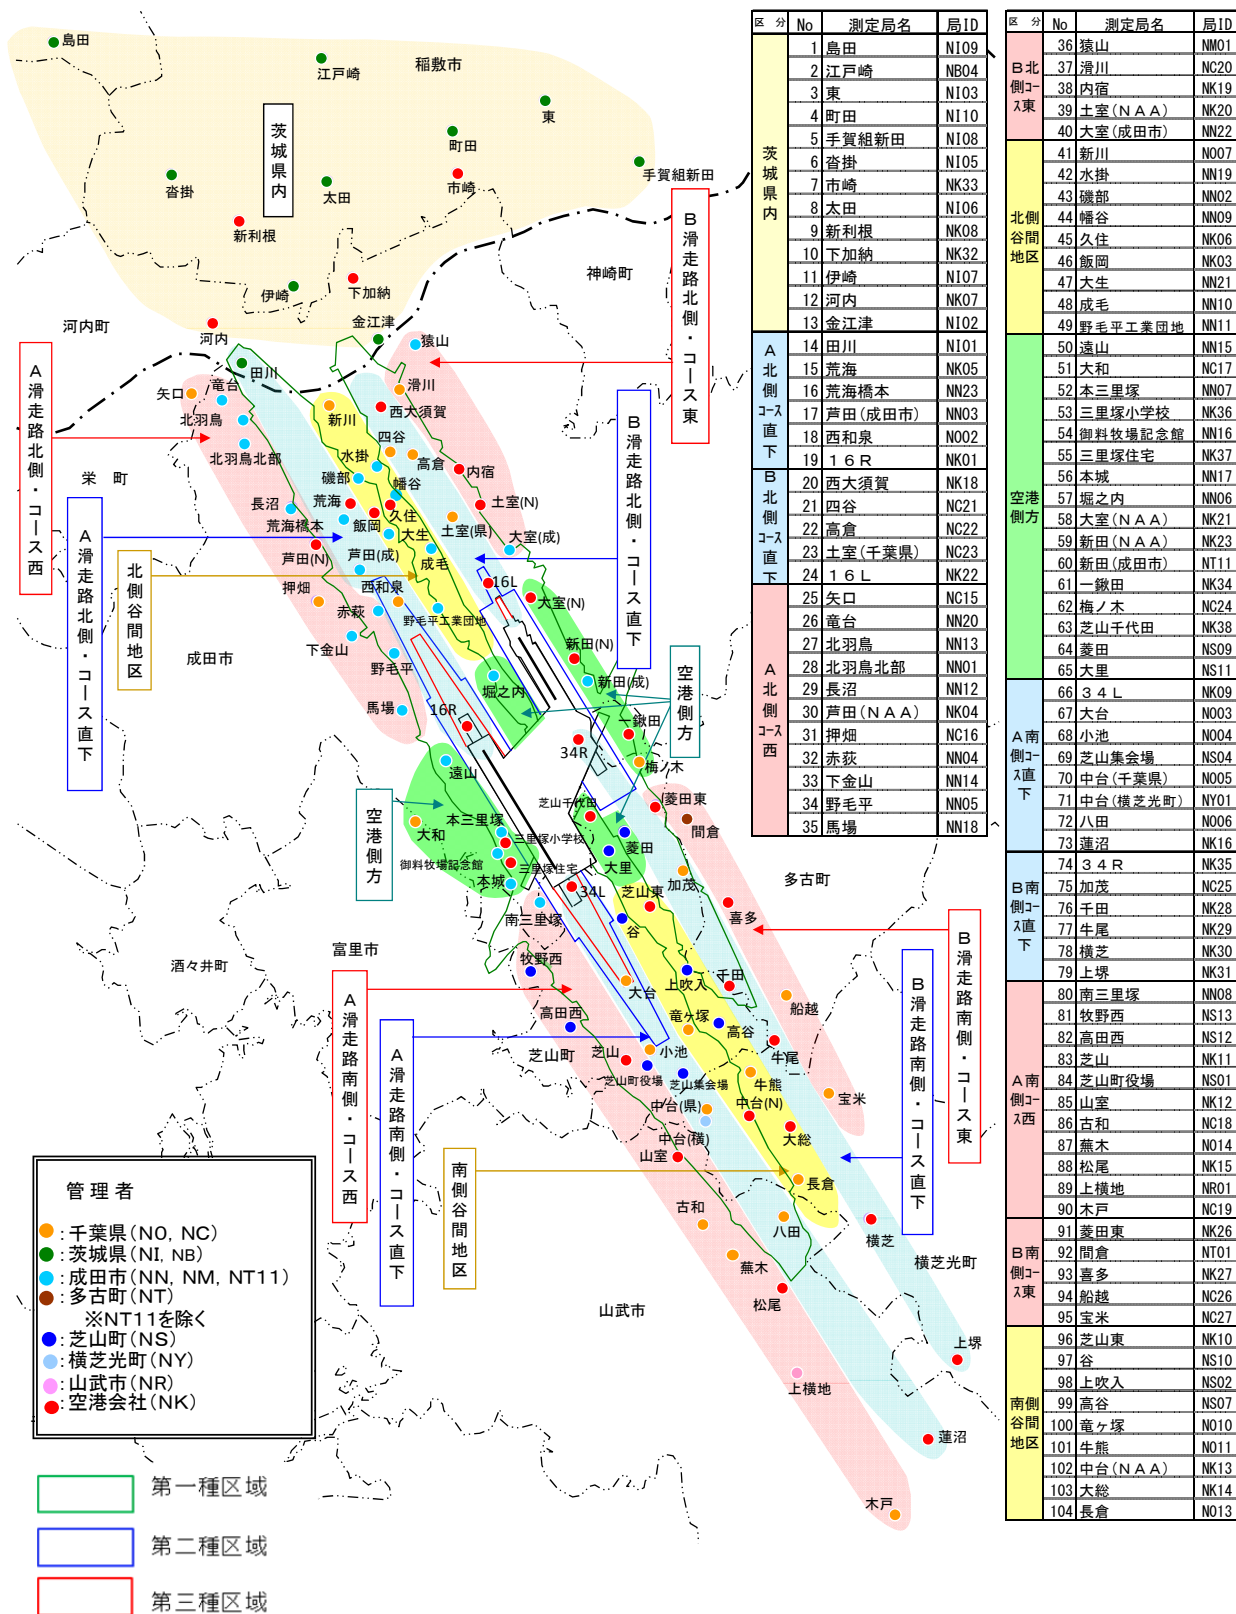 島田
江戸崎
稲敷市
東
茨城県内
町田
手賀組新田
市崎
沓掛
太田
新利根
伊崎
下加納
神崎町
河内町
河内
金江津
猿山
田川
滑川
矢口
竜台
北羽鳥
北羽鳥北部
新川
西大須賀
四谷
高倉
水掛
内宿
栄町
磯部
幡谷
長沼
荒海
久住
土室(N)
荒海橋本
飯岡
大生
土室(県)
芦田(N)
芦田(成)
成毛
大室(成)
16L
押畑
西和泉
大室(N)
赤萩
野毛平工業団地
下金山
新田(N)
成田市
野毛平
堀之内
新田(成)
馬場
16R
一鍬田
34R
遠山
梅ノ木
菱田東
芝山千代田
間倉
大和
本三里塚
三里塚小学校
菱田
御料牧場記念館
三里塚住宅
大里
加茂
多古町
本城
34L
芝山東
喜多
南三里塚
谷
富里市
酒々井町
牧野西
上吹入
千田
大台
船越
高田西
竜ヶ塚
高谷
芝山町
芝山
小池
牛尾
芝山町役場
芝山集会場
牛熊
宝米
中台(県)
中台(N)
中台(横)
大総
山室
長倉
古和
八田
横芝
蕪木
横芝光町
松尾
山武市
上堺
上横地
蓮沼
木戸
A滑走路北側・コース西
A滑走路北側・コース直下
北側谷間地区
B滑走路北側・コース東
B滑走路北側・コース直下
空港側方
空港側方
A滑走路南側・コース西
A滑走路南側・コース直下
南側谷間地区
B滑走路南側・コース東
B滑走路南側・コース直下
管理者
:千葉県(NO, NC)
:茨城県(NI, NB)
:成田市(NN, NM, NT11)
:多古町(NT)
※NT11を除く
:芝山町(NS)
:横芝光町(NY)
:山武市(NR)
:空港会社(NK)
第一種区域
第二種区域
第三種区域
区分 No 測定局名 局ID
茨城県内
1 島田 NI09
2 江戸崎 NB04
3 東 NI03
4 町田 NI10
5 手賀組新田 NI08
6 沓掛 NI05
7 市崎 NK33
8 太田 NI06
9 新利根 NK08
10 下加納 NK32
11 伊崎 NI07
12 河内 NK07
13 金江津 NI02
A北側コース直下
14 田川 NI01
15 荒海 NK05
16 荒海橋本 NN23
17 芦田(成田市) NN03
18 西和泉 NO02
19 16R NK01
B北側コース直下
20 西大須賀 NK18
21 四谷 NC21
22 高倉 NC22
23 土室(千葉県) NC23
24 16L NK22
A北側コース西
25 矢口 NC15
26 竜台 NN20
27 北羽鳥 NN13
28 北羽鳥北部 NN01
29 長沼 NN12
30 芦田(NAA) NK04
31 押畑 NC16
32 赤荻 NN04
33 下金山 NN14
34 野毛平 NN05
35 馬場 NN18
区分 No 測定局名 局ID
B北側コース東
36 猿山 NM01
37 滑川 NC20
38 内宿 NK19
39 土室(NAA) NK20
40 大室(成田市) NN22
北側谷間地区
41 新川 NO07
42 水掛 NN19
43 磯部 NN02
44 幡谷 NN09
45 久住 NK06
46 飯岡 NK03
47 大生 NN21
48 成毛 NN10
49 野毛平工業団地 NN11
空港側方
50 遠山 NN15
51 大和 NC17
52 本三里塚 NN07
53 三里塚小学校 NK36
54 御料牧場記念館 NN16
55 三里塚住宅 NK37
56 本城 NN17
57 堀之内 NN06
58 大室(NAA) NK21
59 新田(NAA) NK23
60 新田(成田市) NT11
61 一鍬田 NK34
62 梅ノ木 NC24
63 芝山千代田 NK38
64 菱田 NS09
65 大里 NS11
A南側コース直下
66 34L NK09
67 大台 NO03
68 小池 NO04
69 芝山集会場 NS04
70 中台(千葉県) NO05
71 中台(横芝光町) NY01
72 八田 NO06
73 蓮沼 NK16
B南側コース直下
74 34R NK35
75 加茂 NC25
76 千田 NK28
77 牛尾 NK29
78 横芝 NK30
79 上堺 NK31
A南側コース西
80 南三里塚 NN08
81 牧野西 NS13
82 高田西 NS12
83 芝山 NK11
84 芝山町役場 NS01
85 山室 NK12
86 古和 NC18
87 蕪木 NO14
88 松尾 NK15
89 上横地 NR01
90 木戸 NC19
B南側コース東
91 菱田東 NK26
92 間倉 NT01
93 喜多 NK27
94 船越 NC26
95 宝米 NC27
南側谷間地区
96 芝山東 NK10
97 谷 NS10
98 上吹入 NS02
99 高谷 NS07
100 竜ヶ塚 NO10
101 牛熊 NO11
102 中台(NAA) NK13
103 大総 NK14
104 長倉 NO13